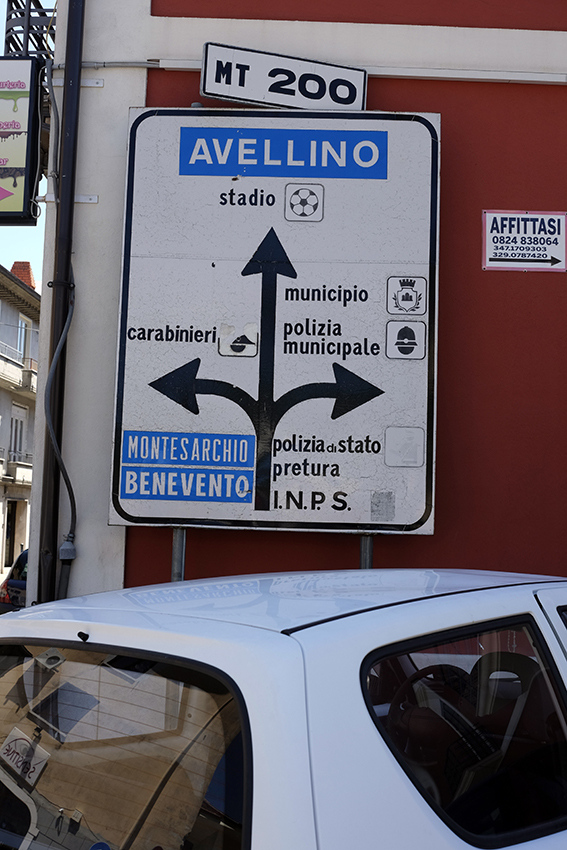 MT 200
AVELLINO
stadio
municipio
carabinieri
polizia
municipale
MONTESARCHIO
BENEVENTO
polizia di stato
pretura
I.N.P.S.
AFFITTASI
0824 838064
347.1709303
329.0787420